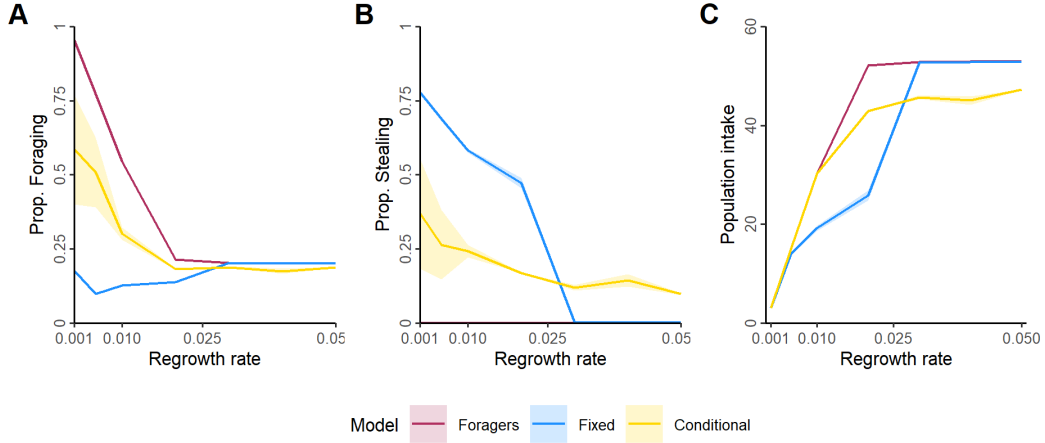 A
B
C
Prop. Foraging
1
0.75
0.5
0.25
0
0.001 0.010 0.025 0.05
Regrowth rate
Prop. Stealing
1
0.75
0.5
0.25
0
0.001 0.010 0.025 0.05
Regrowth rate
Population intake
60
40
20
0
0.001 0.010 0.025 0.050
Regrowth rate
Model Foragers Fixed Conditional